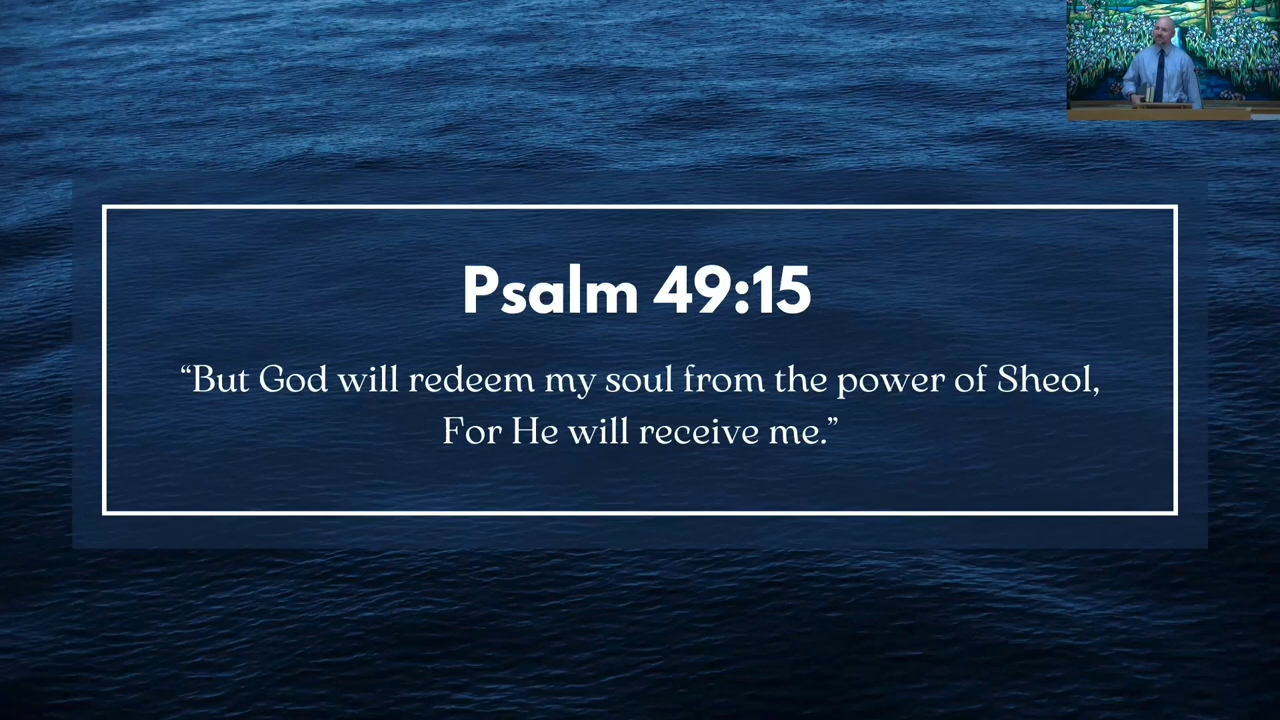 Psalm 49:15
“But God will redeem my soul from the power of Sheol,
For He will receive me.”